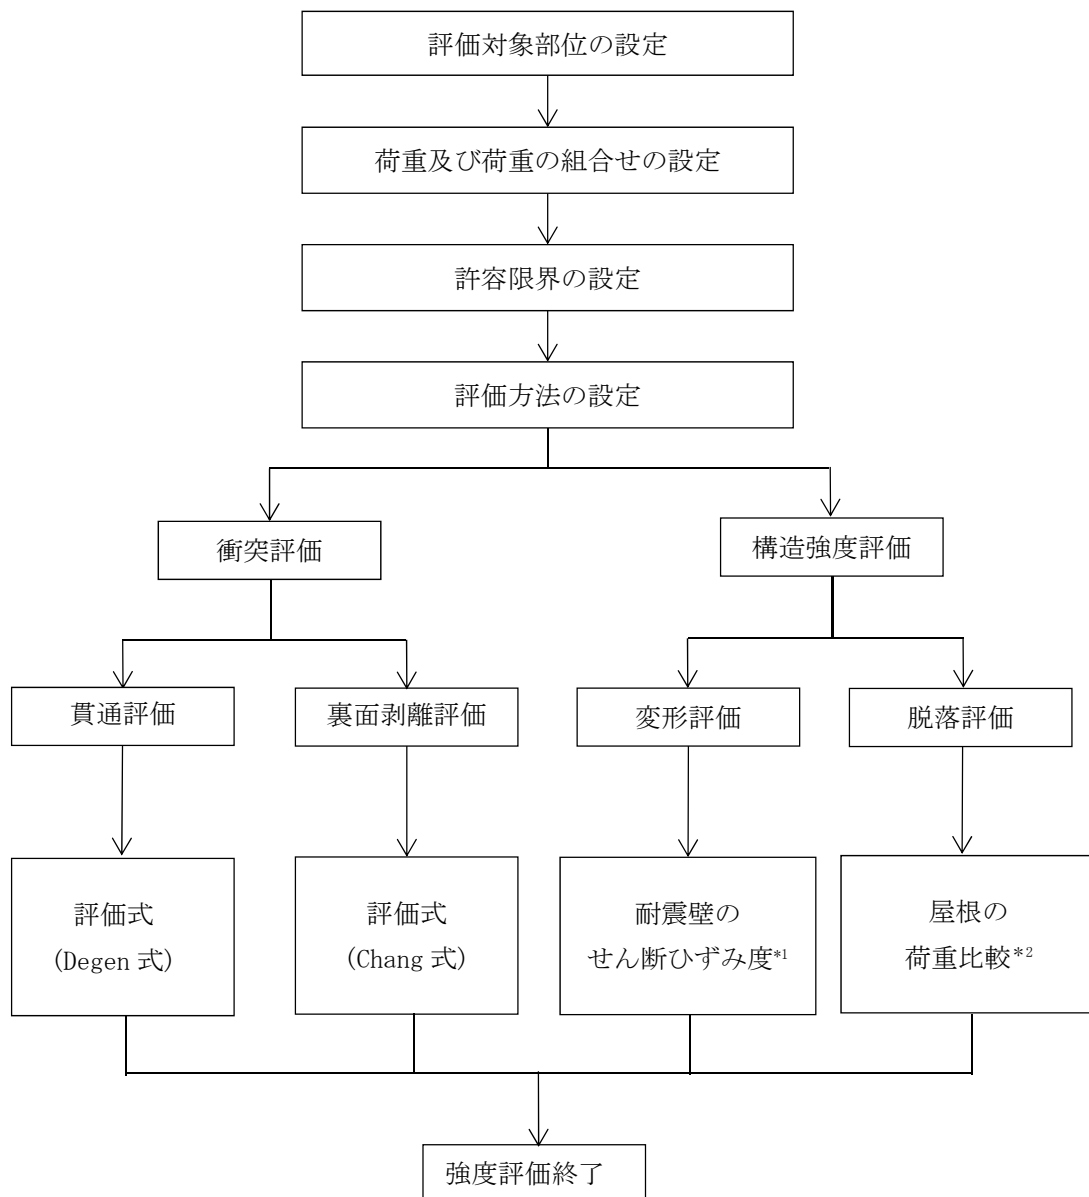 評価対象部位の設定
荷重及び荷重の組合せの設定
許容限界の設定
評価方法の設定
衝突評価
構造強度評価
貫通評価
裏面剥離評価
変形評価
脱落評価
評価式
(Degen 式)
評価式
(Chang 式)
耐震壁の
せん断ひずみ度*1
屋根の
荷重比較*2
強度評価終了